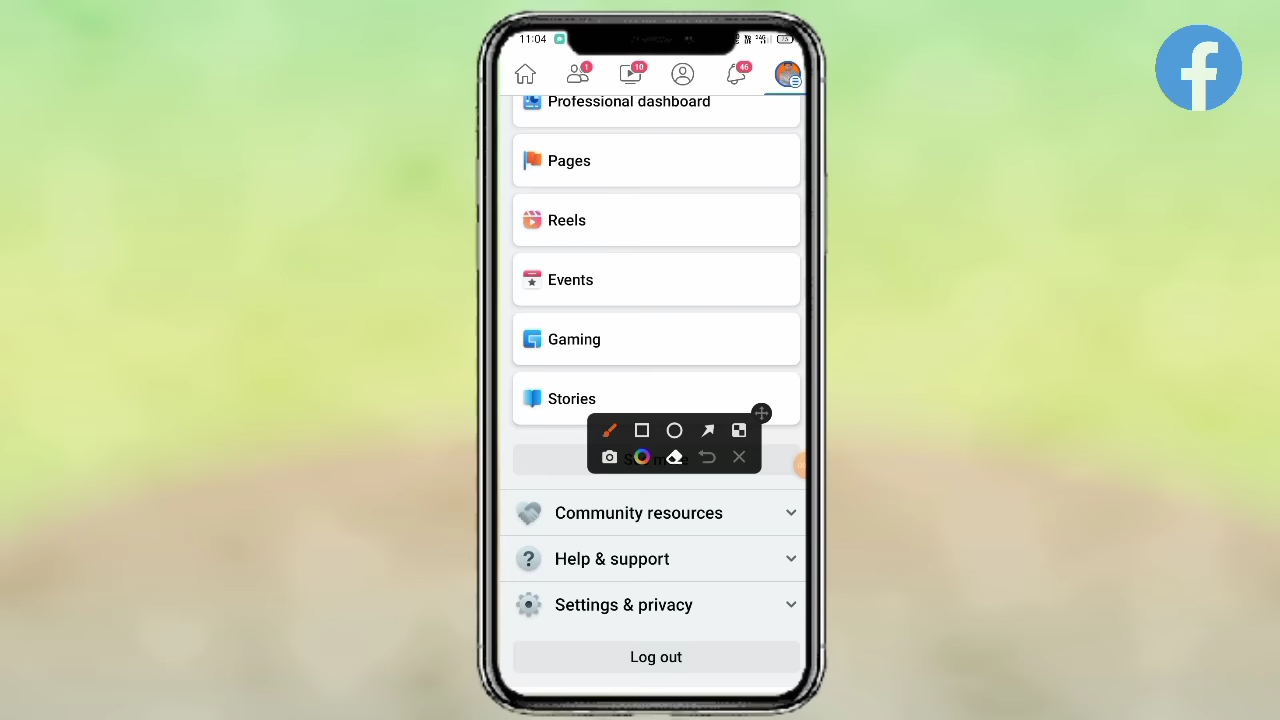 11:04
1
10
46
Professional dashboard
Pages
Reels
Events
Gaming
Stories
Community resources
Help & support
Settings & privacy
Log out